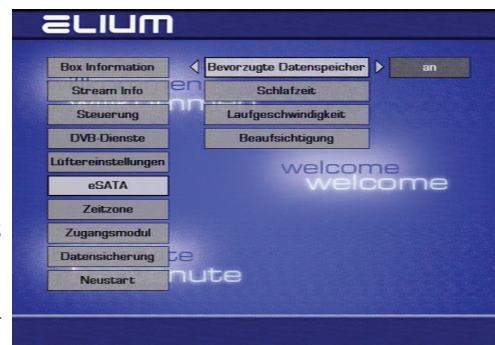 ELIUM
Box Information
Bevorzugte Datenspeicher
an
Stream Info
Schlafzeit
Steuerung
Laufgeschwindigkeit
DVB-Dienste
Beaufsichtigung
Lüftereinstellungen
eSATA
Zeitzone
Zugangsmodul
Datensicherung
Neustart
welcome
welcome